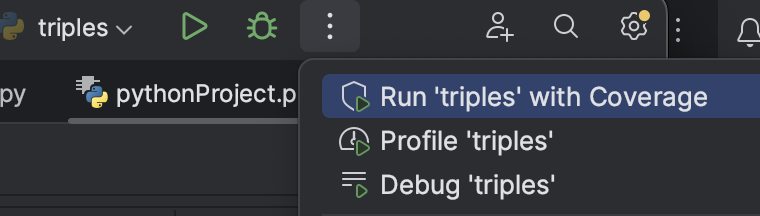 triples
py
pythonProject.p
Run 'triples' with Coverage
Profile 'triples'
Debug 'triples'